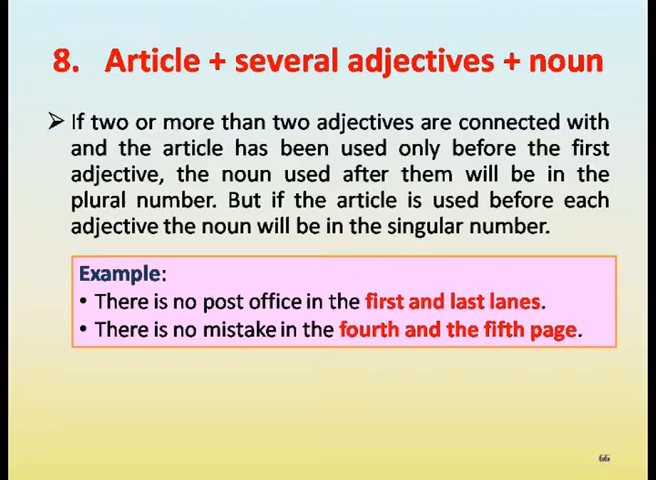 8. Article + several adjectives + noun
➢ If two or more than two adjectives are connected with
and the article has been used only before the first
adjective, the noun used after them will be in the
plural number. But if the article is used before each
adjective the noun will be in the singular number.
Example:
• There is no post office in the first and last lanes.
• There is no mistake in the fourth and the fifth page.
66